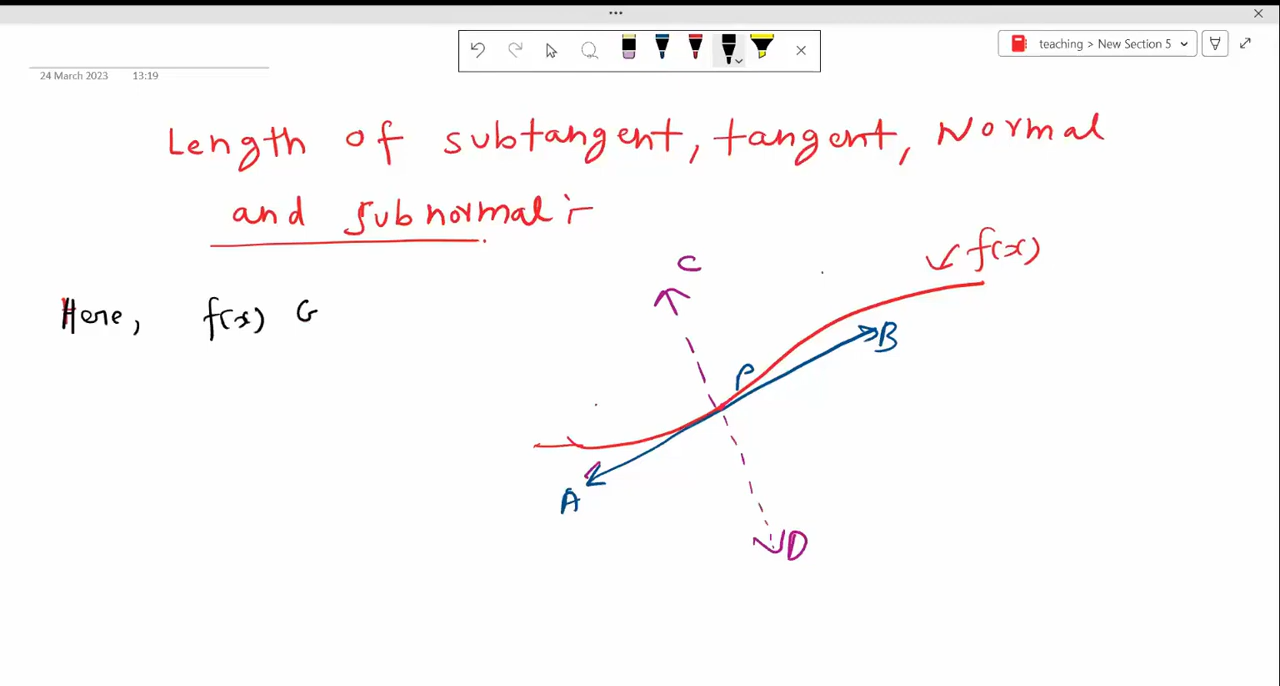 teaching > New Section 5
24 March 2023 13:19
Length of subtangent, tangent, Normal
and subnormal :-
f(x)
C
Here, f(x) G
P
B
A
D